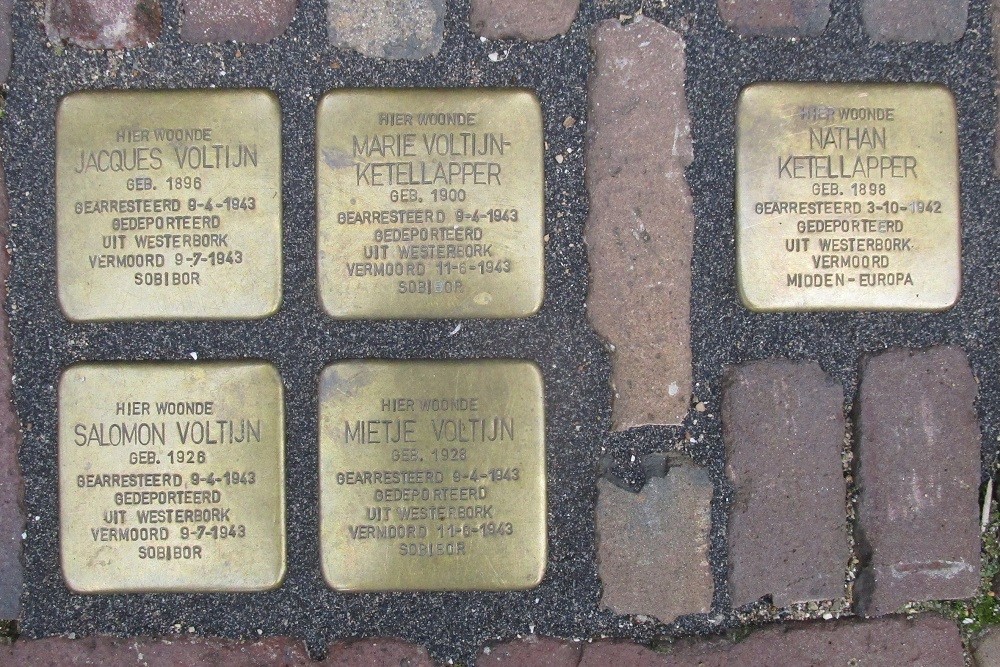 HIER WOONDE
JACQUES VOLTIJN
GEB. 1896
GEARRESTEERD 9-4-1943
GEDEPORTEERD
UIT WESTERBORK
VERMOORD 9-7-1943
SOBIBOR
HIER WOONDE
MARIE VOLTIJN-
KETELLAPPER
GEB. 1900
GEARRESTEERD 9-4-1943
GEDEPORTEERD
UIT WESTERBORK
VERMOORD 11-6-1943
SOBIBOR
HIER WOONDE
NATHAN
KETELLAPPER
GEB. 1898
GEARRESTEERD 3-10-1942
GEDEPORTEERD
UIT WESTERBORK
VERMOORD
MIDDEN-EUROPA
HIER WOONDE
SALOMON VOLTIJN
GEB. 1926
GEARRESTEERD 9-4-1943
GEDEPORTEERD
UIT WESTERBORK
VERMOORD 9-7-1943
SOBIBOR
HIER WOONDE
MIETJE VOLTIJN
GEB. 1928
GEARRESTEERD 9-4-1943
GEDEPORTEERD
UIT WESTERBORK
VERMOORD 11-6-1943
SOBIBOR